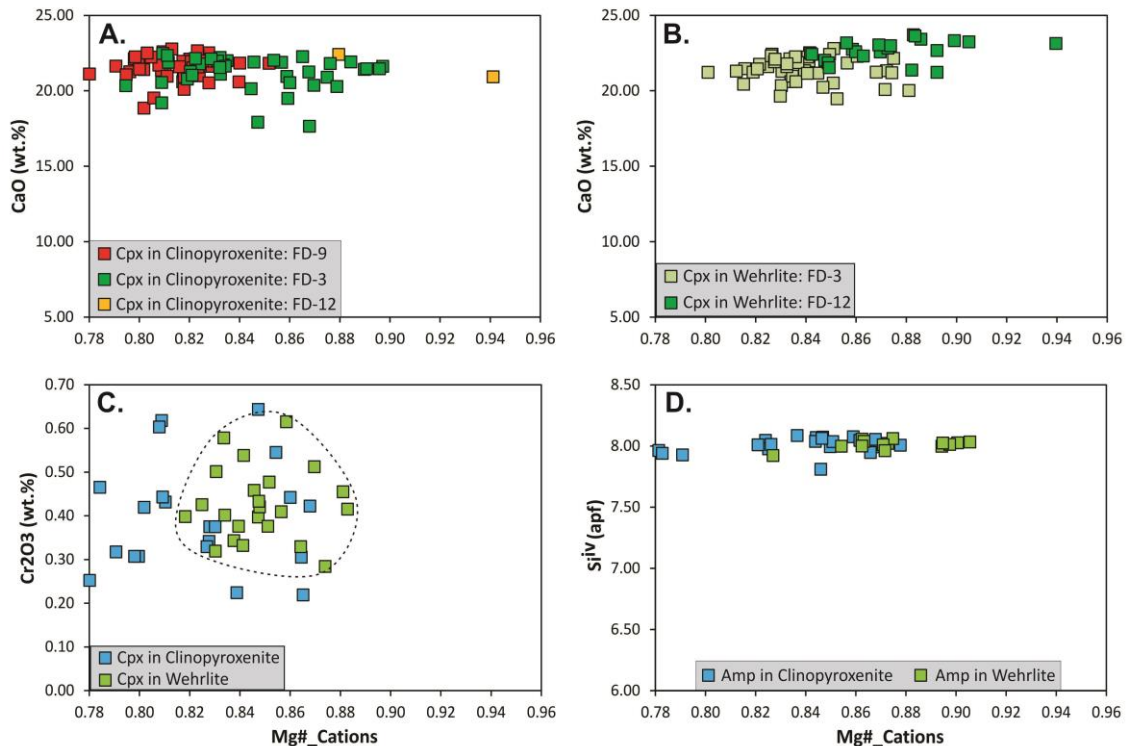 A.
CaO (wt.%)
25.00
20.00
15.00
10.00
5.00
Cpx in Clinopyroxenite: FD-9
Cpx in Clinopyroxenite: FD-3
Cpx in Clinopyroxenite: FD-12
0.78 0.80 0.82 0.84 0.86 0.88 0.90 0.92 0.94 0.96
B.
CaO (wt.%)
25.00
20.00
15.00
10.00
5.00
Cpx in Wehrlite: FD-3
Cpx in Wehrlite: FD-12
0.78 0.80 0.82 0.84 0.86 0.88 0.90 0.92 0.94 0.96
C.
Cr2O3 (wt.%)
0.70
0.60
0.50
0.40
0.30
0.20
0.10
0.00
Cpx in Clinopyroxenite
Cpx in Wehrlite
0.78 0.80 0.82 0.84 0.86 0.88 0.90 0.92 0.94 0.96
Mg#_Cations
D.
Si^iv (apf)
8.50
8.00
7.50
7.00
6.50
6.00
Amp in Clinopyroxenite Amp in Wehrlite
0.78 0.80 0.82 0.84 0.86 0.88 0.90 0.92 0.94 0.96
Mg#_Cations